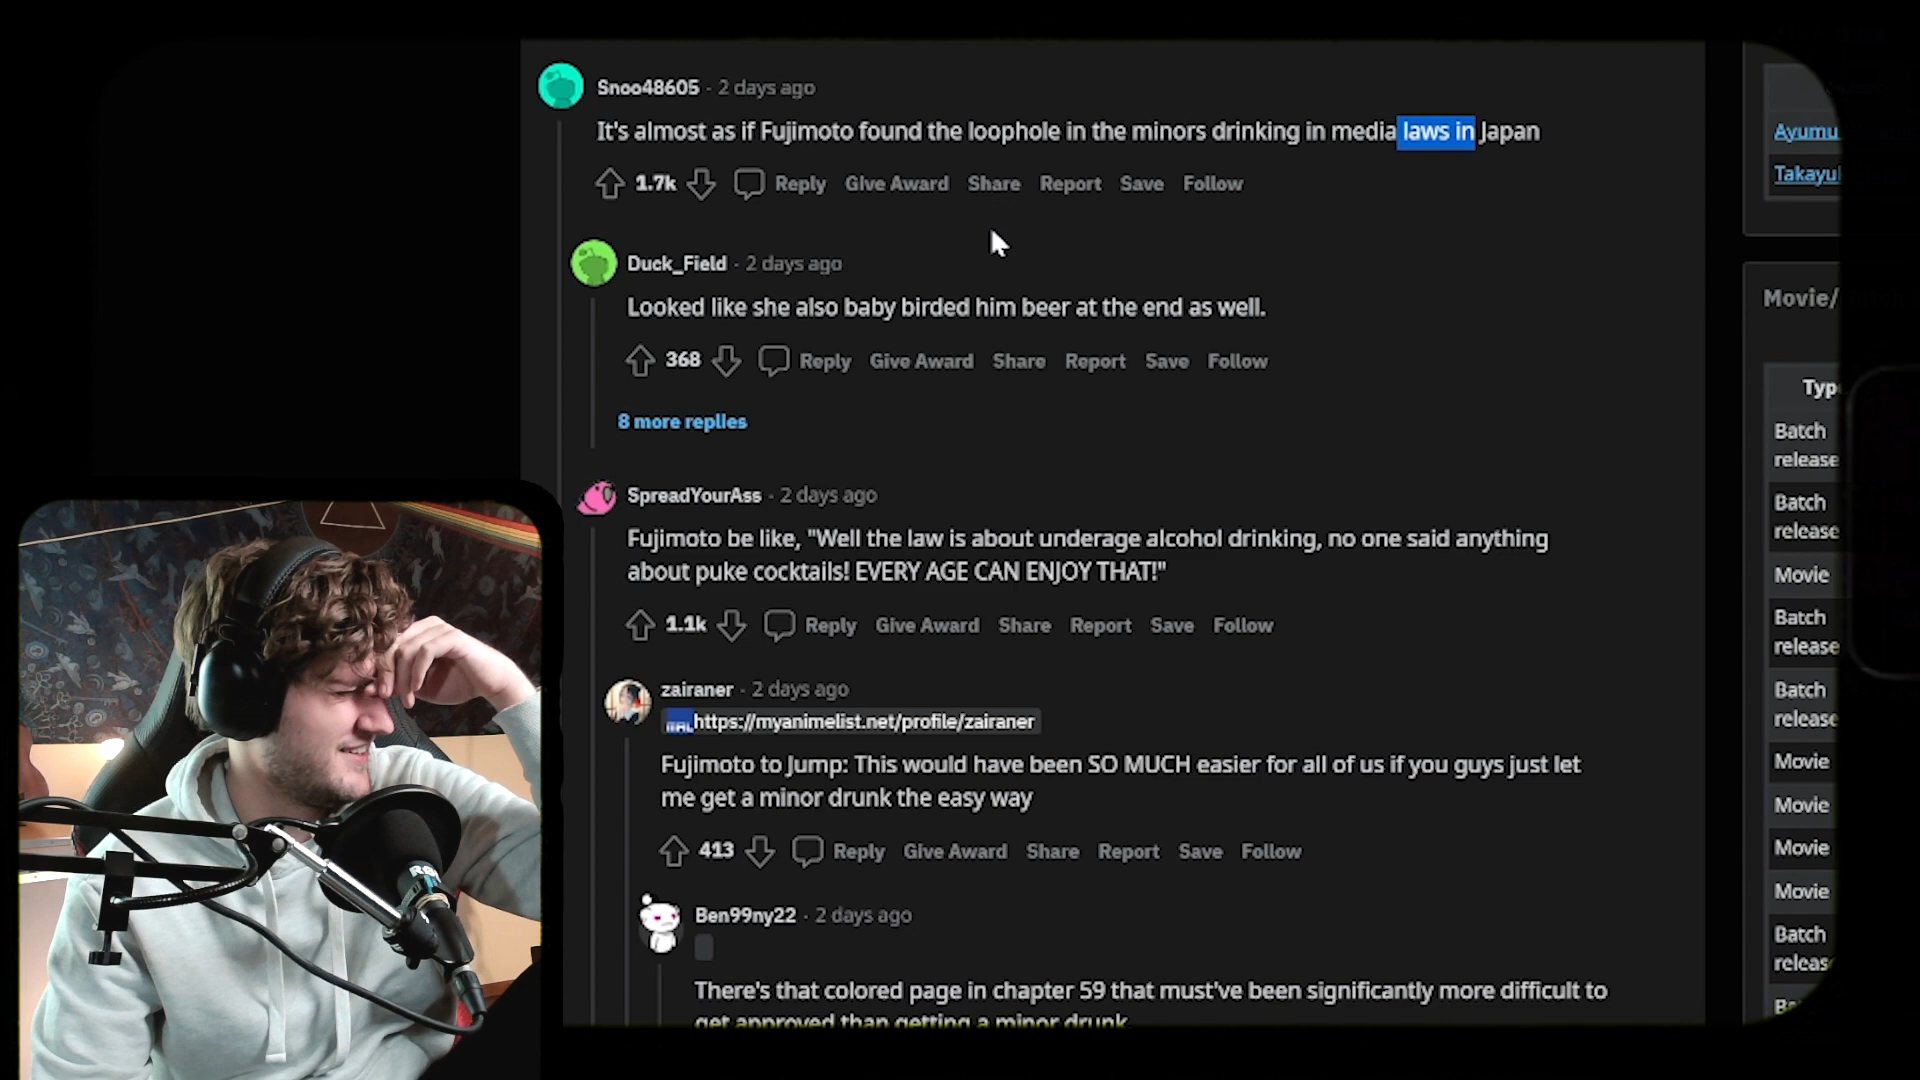 Snoo48605 · 2 days ago
It's almost as if Fujimoto found the loophole in the minors drinking in media laws in Japan
1.7k Reply Give Award Share Report Save Follow
Duck_Field · 2 days ago
Looked like she also baby birded him beer at the end as well.
368 Reply Give Award Share Report Save Follow
8 more replies
SpreadYourAss · 2 days ago
Fujimoto be like, "Well the law is about underage alcohol drinking, no one said anything
about puke cocktails! EVERY AGE CAN ENJOY THAT!"
1.1k Reply Give Award Share Report Save Follow
zairaner · 2 days ago
https://myanimelist.net/profile/zairaner
Fujimoto to Jump: This would have been SO MUCH easier for all of us if you guys just let
me get a minor drunk the easy way
413 Reply Give Award Share Report Save Follow
Ben99ny22 · 2 days ago
There's that colored page in chapter 59 that must've been significantly more difficult to
get approved than getting a minor drunk.
Ayumu
Takayu
Movie/
Typ
Batch
release
Batch
release
Movie
Batch
release
Batch
release
Movie
Movie
Movie
Movie
Batch
releas